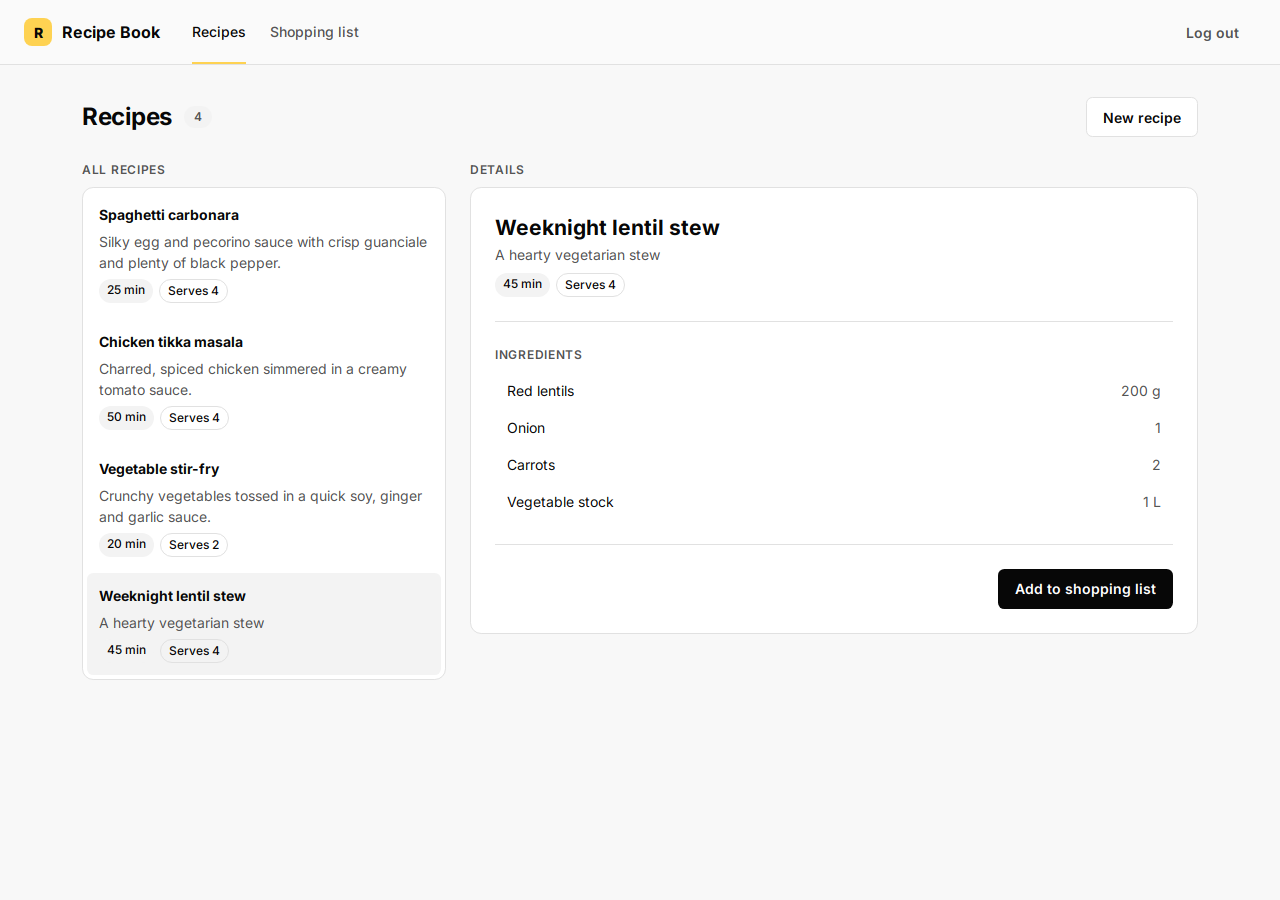 R Recipe Book Recipes Shopping list Log out
Recipes 4 New recipe
ALL RECIPES
Spaghetti carbonara
Silky egg and pecorino sauce with crisp guanciale
and plenty of black pepper.
25 min Serves 4
Chicken tikka masala
Charred, spiced chicken simmered in a creamy
tomato sauce.
50 min Serves 4
Vegetable stir-fry
Crunchy vegetables tossed in a quick soy, ginger
and garlic sauce.
20 min Serves 2
Weeknight lentil stew
A hearty vegetarian stew
45 min Serves 4
DETAILS
Weeknight lentil stew
A hearty vegetarian stew
45 min Serves 4
INGREDIENTS
Red lentils 200 g
Onion 1
Carrots 2
Vegetable stock 1 L
Add to shopping list